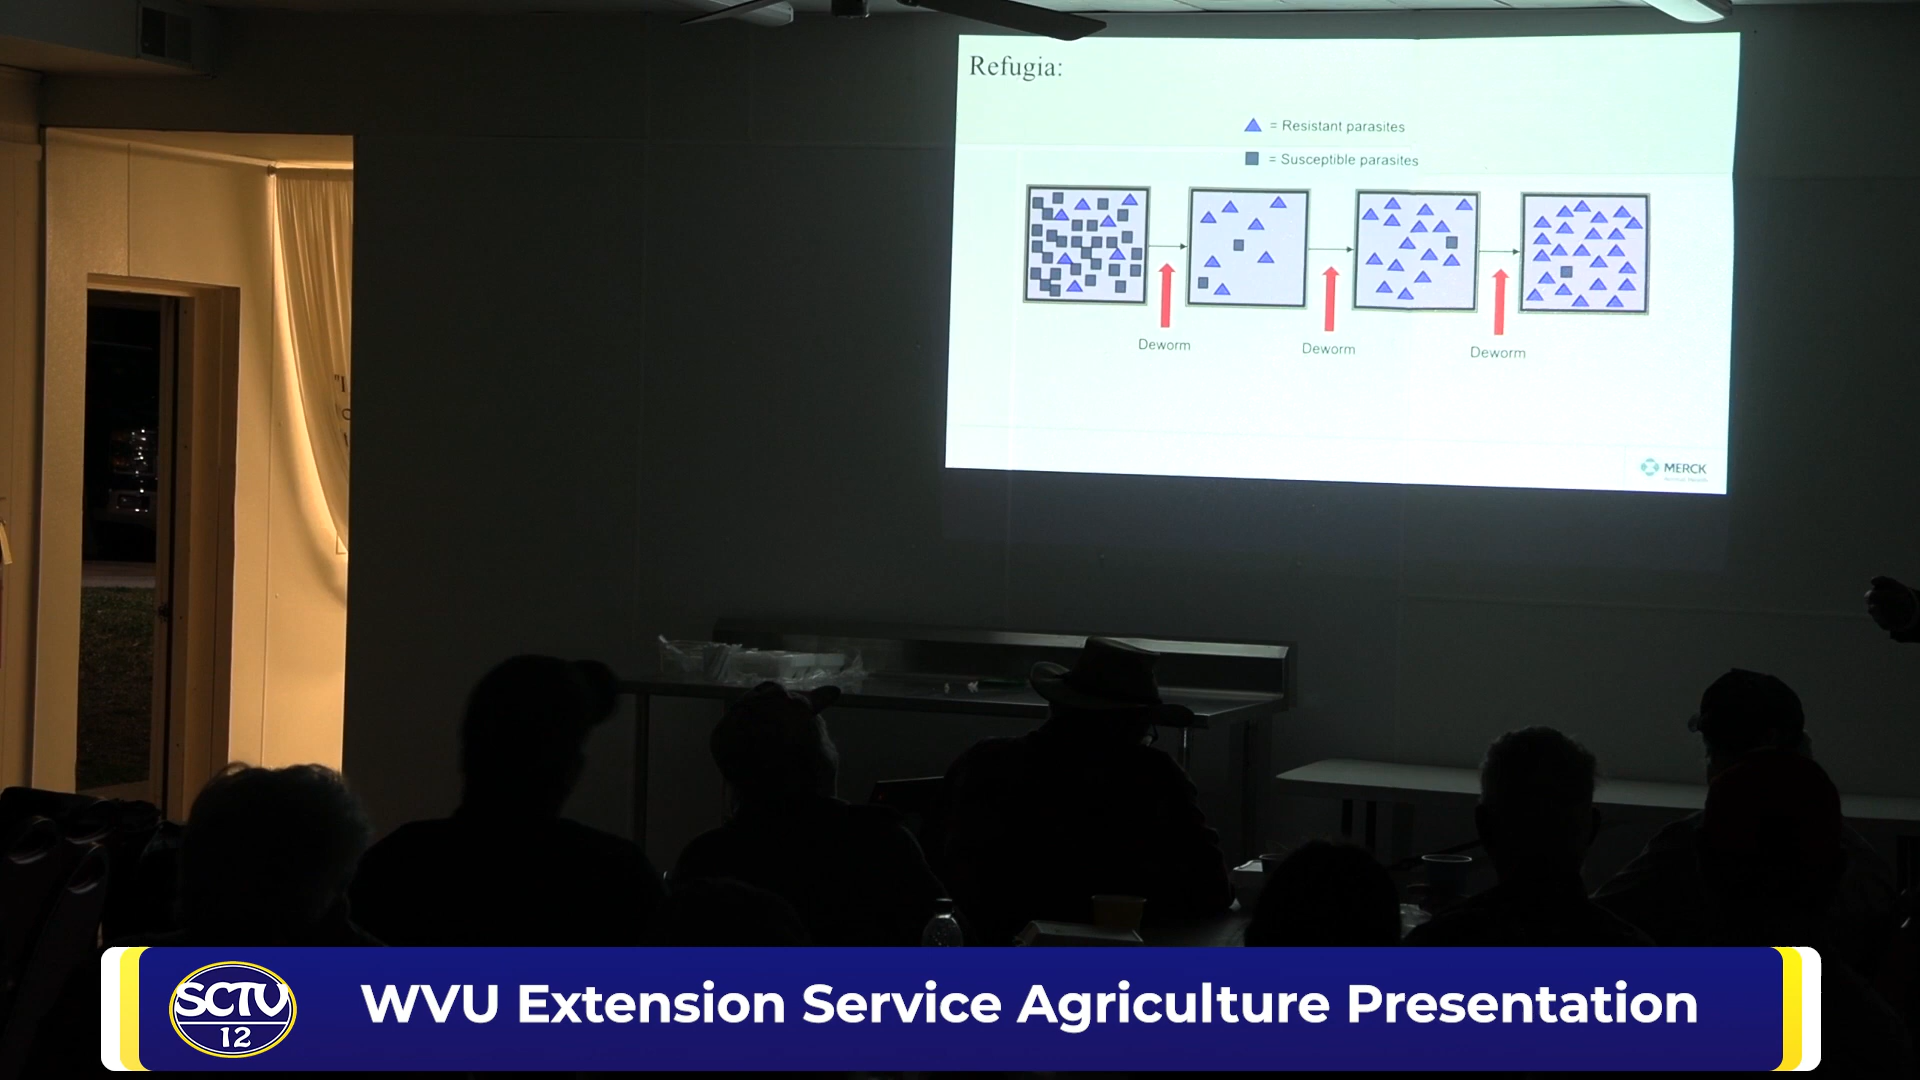 Refugia:
= Resistant parasites
= Susceptible parasites
Deworm
Deworm
Deworm
MERCK
SCTV
12
WVU Extension Service Agriculture Presentation